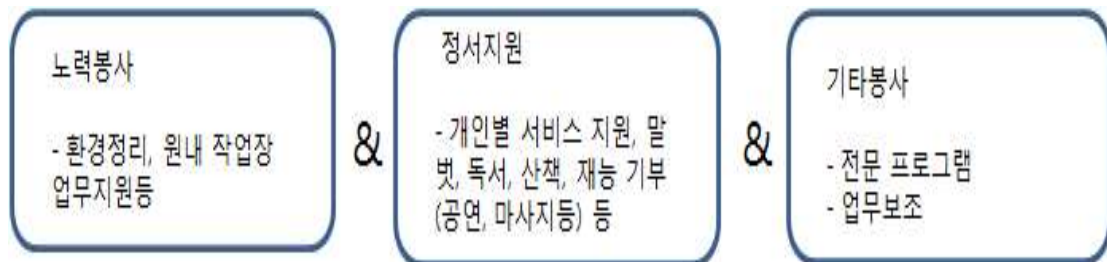 노력봉사
- 환경정리, 원내 작업장
업무지원등
&
정서지원
- 개인별 서비스 지원, 말
벗, 독서, 산책, 재능 기부
(공연, 마사지등) 등
&
기타봉사
- 전문 프로그램
- 업무보조